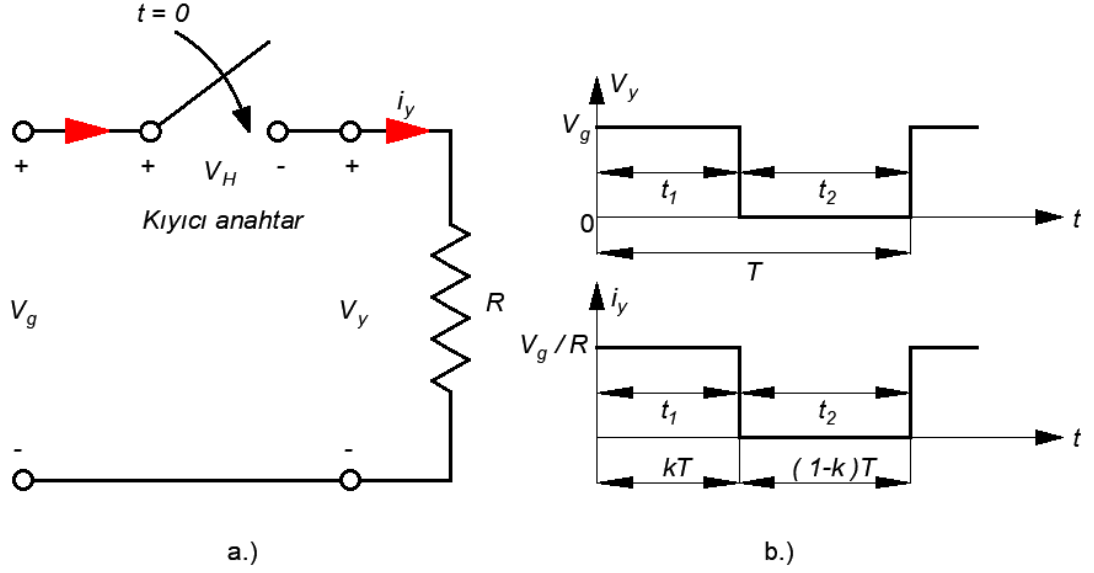 t = 0
i_y
+ + V_H - +
Kıyıcı anahtar
V_g V_y R
- -
a.)
V_y
V_g
t_1 t_2
0 t
T
i_y
V_g / R
t_1 t_2
t
kT (1-k)T
b.)